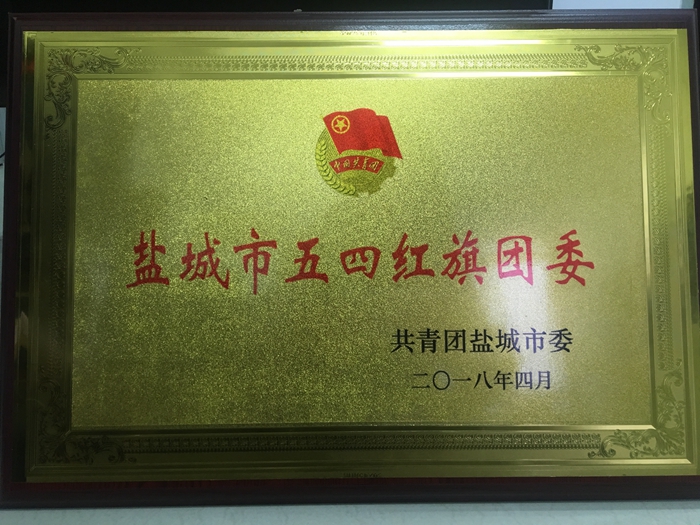 中国共青团
盐城市五四红旗团委
共青团盐城市委
二〇一八年四月